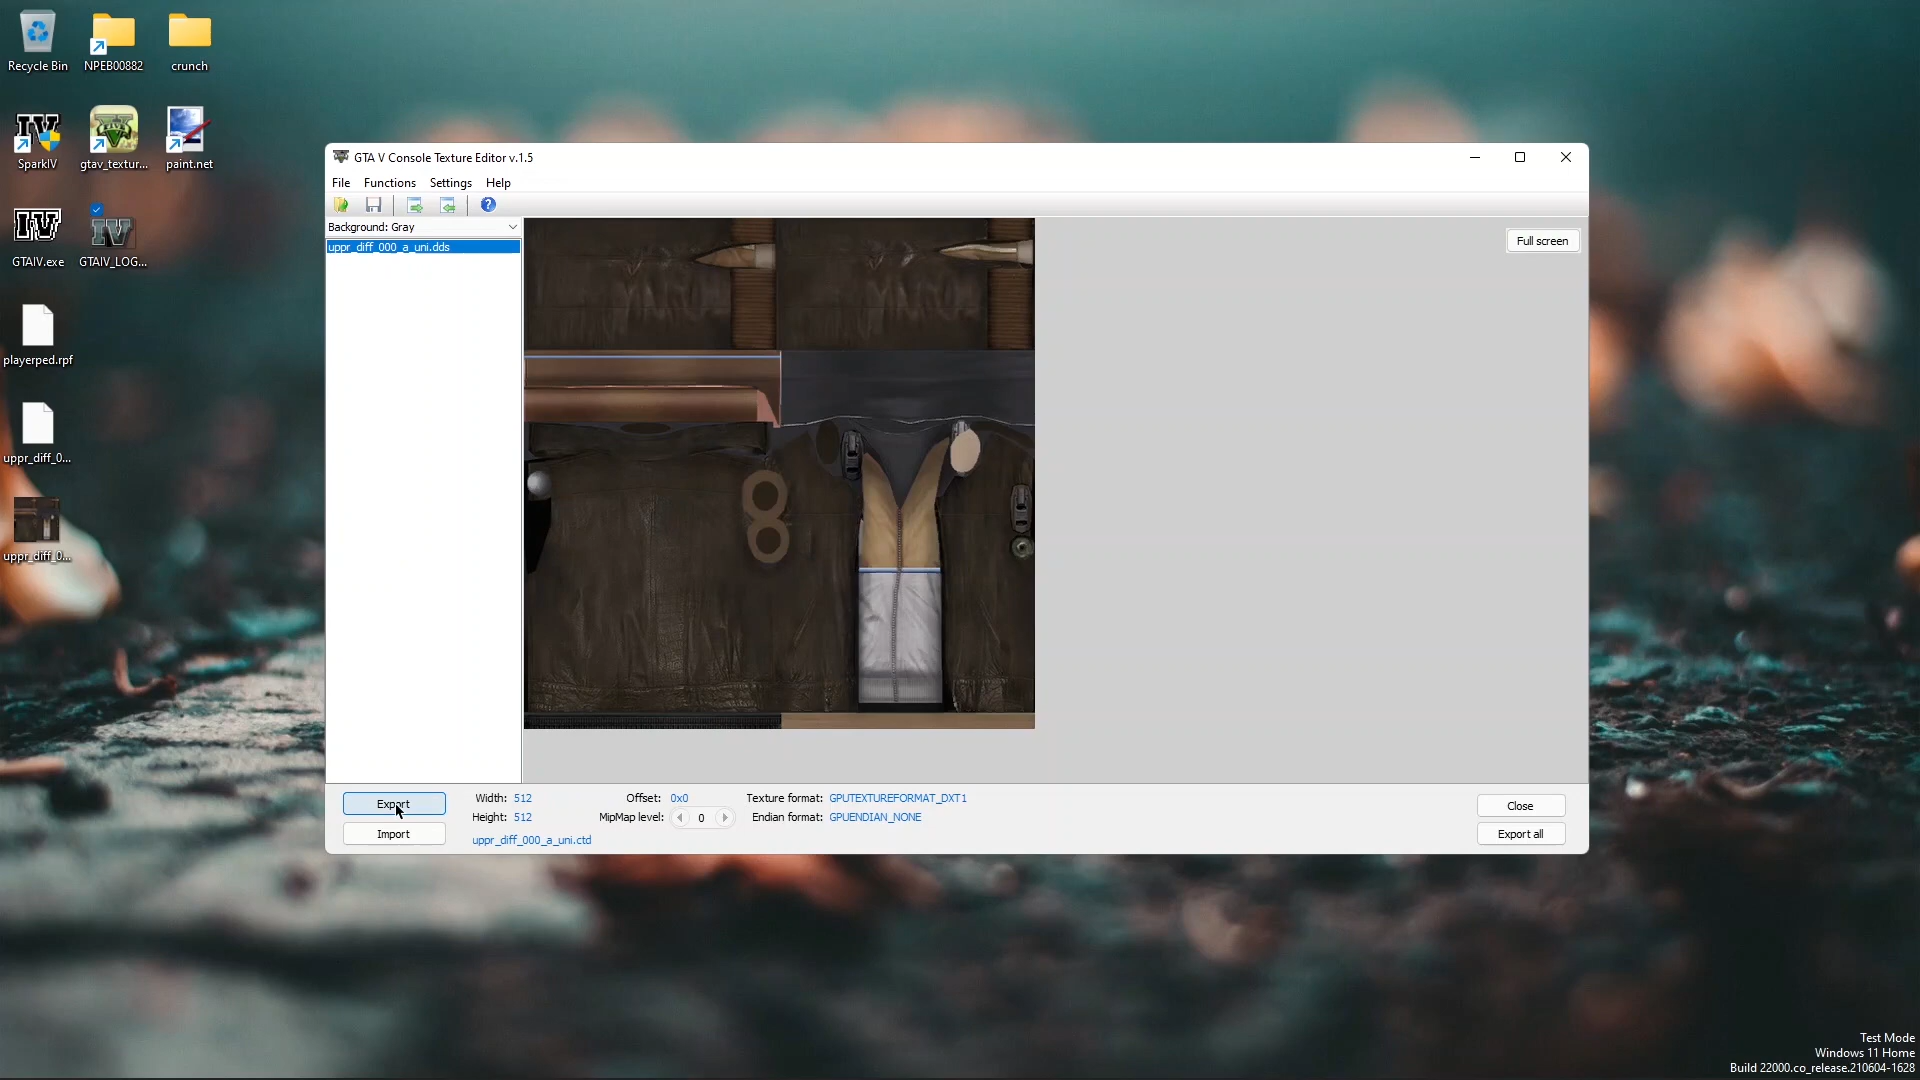 Recycle Bin
NPEB00882
crunch
SparkIV
gtav_textur...
paint.net
GTAIV.exe
GTAIV_LOG...
playerped.rpf
uppr_diff_0...
uppr_diff_0...
GTA V Console Texture Editor v.1.5
File Functions Settings Help
Background: Gray
uppr_diff_000_a_uni.dds
Full screen
Export
Import
Width: 512
Height: 512
uppr_diff_000_a_uni.ctd
Offset: 0x0
MipMap level: 0
Texture format: GPUTEXTUREFORMAT_DXT1
Endian format: GPUENDIAN_NONE
Close
Export all
Test Mode
Windows 11 Home
Build 22000.co_release.210604-1628